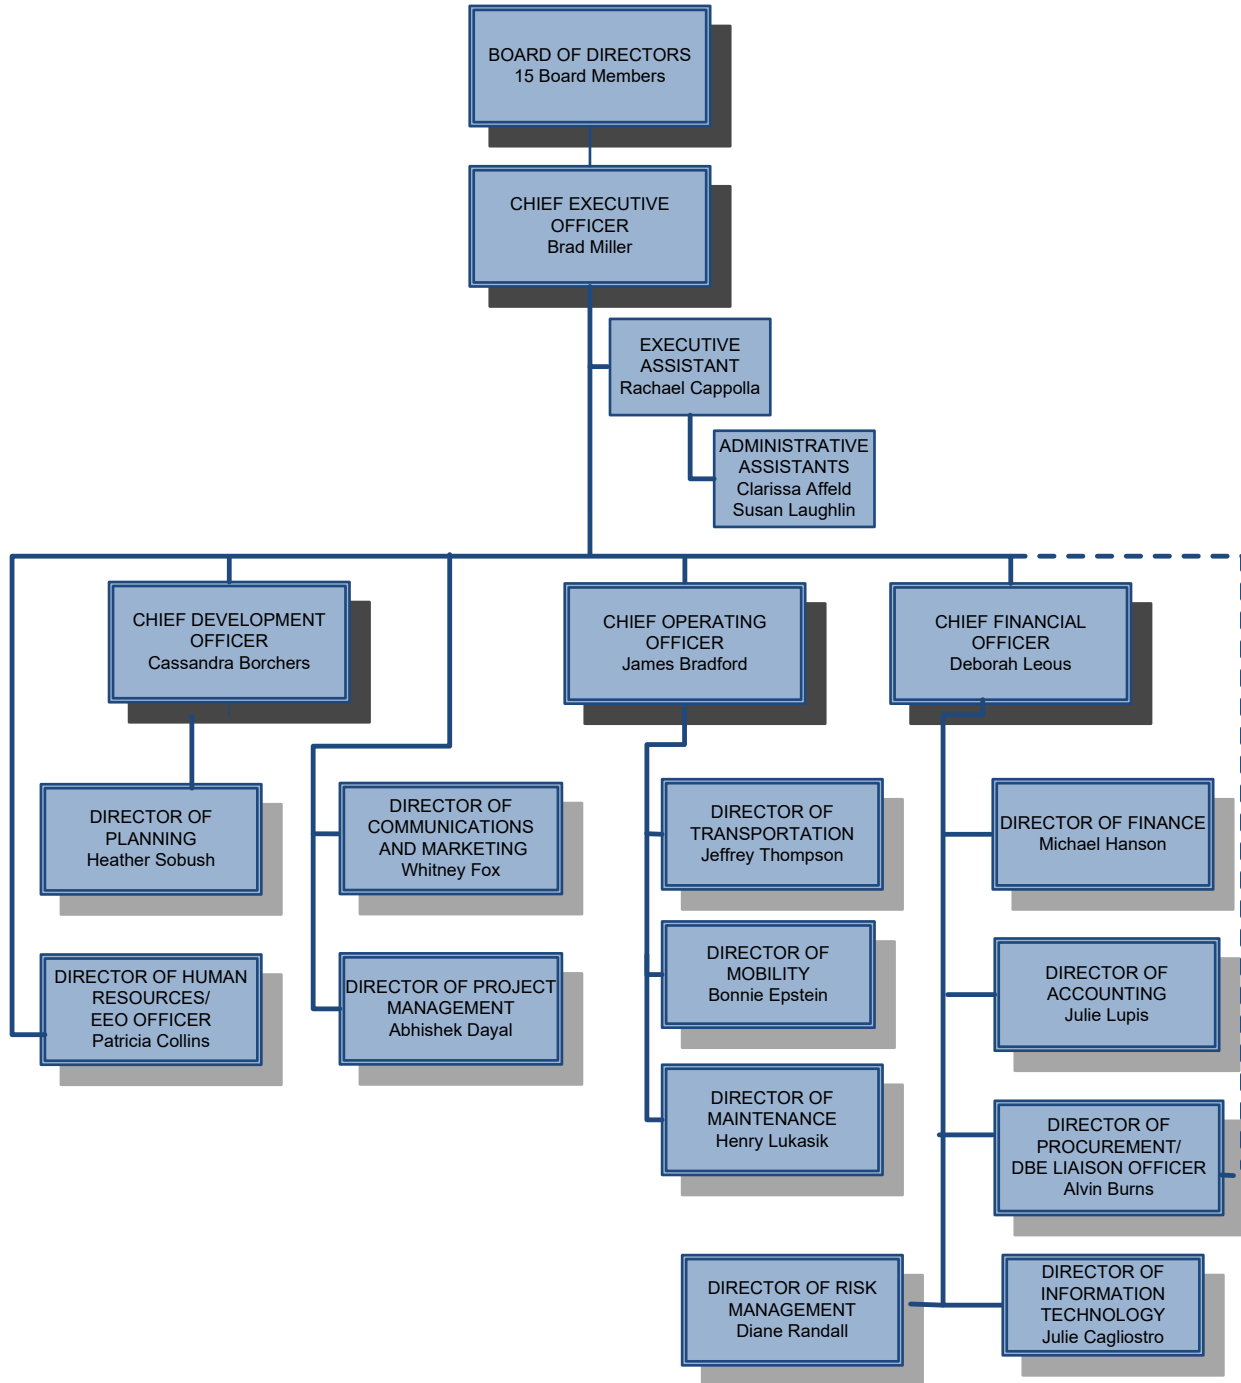 BOARD OF DIRECTORS
15 Board Members
CHIEF EXECUTIVE
OFFICER
Brad Miller
EXECUTIVE
ASSISTANT
Rachael Cappolla
ADMINISTRATIVE
ASSISTANTS
Clarissa Affeld
Susan Laughlin
CHIEF DEVELOPMENT
OFFICER
Cassandra Borchers
CHIEF OPERATING
OFFICER
James Bradford
CHIEF FINANCIAL
OFFICER
Deborah Leous
DIRECTOR OF
PLANNING
Heather Sobush
DIRECTOR OF
COMMUNICATIONS
AND MARKETING
Whitney Fox
DIRECTOR OF
TRANSPORTATION
Jeffrey Thompson
DIRECTOR OF FINANCE
Michael Hanson
DIRECTOR OF HUMAN
RESOURCES/
EEO OFFICER
Patricia Collins
DIRECTOR OF PROJECT
MANAGEMENT
Abhishek Dayal
DIRECTOR OF
MOBILITY
Bonnie Epstein
DIRECTOR OF
ACCOUNTING
Julie Lupis
DIRECTOR OF
MAINTENANCE
Henry Lukasik
DIRECTOR OF
PROCUREMENT/
DBE LIAISON OFFICER
Alvin Burns
DIRECTOR OF RISK
MANAGEMENT
Diane Randall
DIRECTOR OF
INFORMATION
TECHNOLOGY
Julie Cagliostro